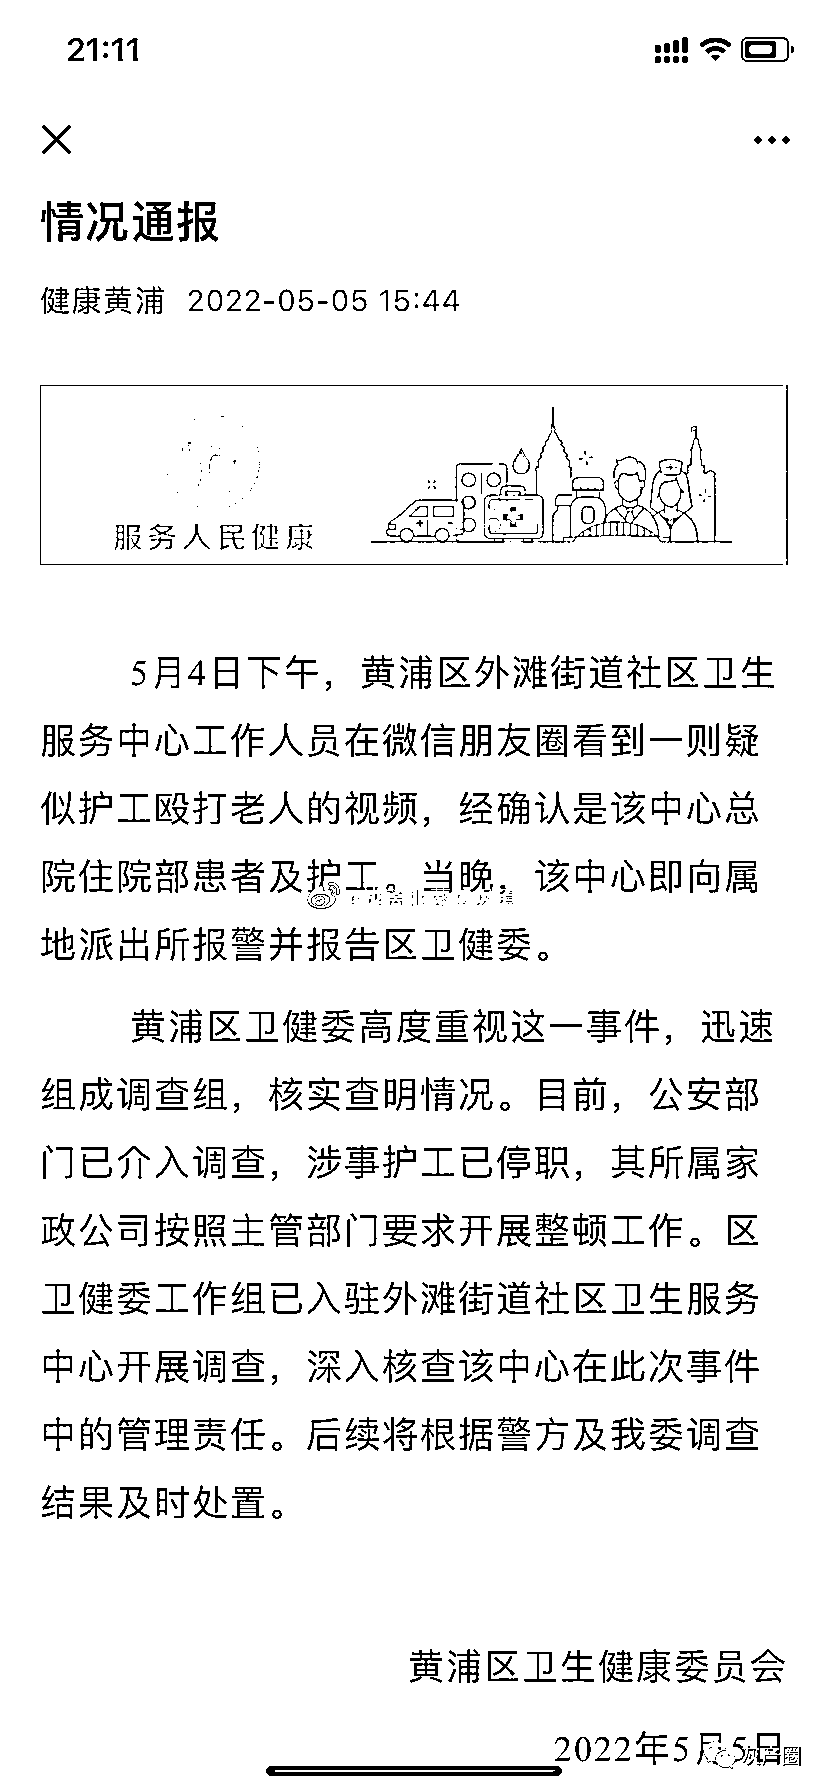 21:11
情况通报
健康黄浦 2022-05-05 15:44
服务人民健康
5月4日下午，黄浦区外滩街道社区卫生
服务中心工作人员在微信朋友圈看到一则疑
似护工殴打老人的视频，经确认是该中心总
院住院部患者及护工。当晚，该中心即向属
地派出所报警并报告区卫健委。
黄浦区卫健委高度重视这一事件，迅速
组成调查组，核实查明情况。目前，公安部
门已介入调查，涉事护工已停职，其所属家
政公司按照主管部门要求开展整顿工作。区
卫健委工作组已入驻外滩街道社区卫生服务
中心开展调查，深入核查该中心在此次事件
中的管理责任。后续将根据警方及我委调查
结果及时处置。
黄浦区卫生健康委员会
2022年5月5日
灰产圈